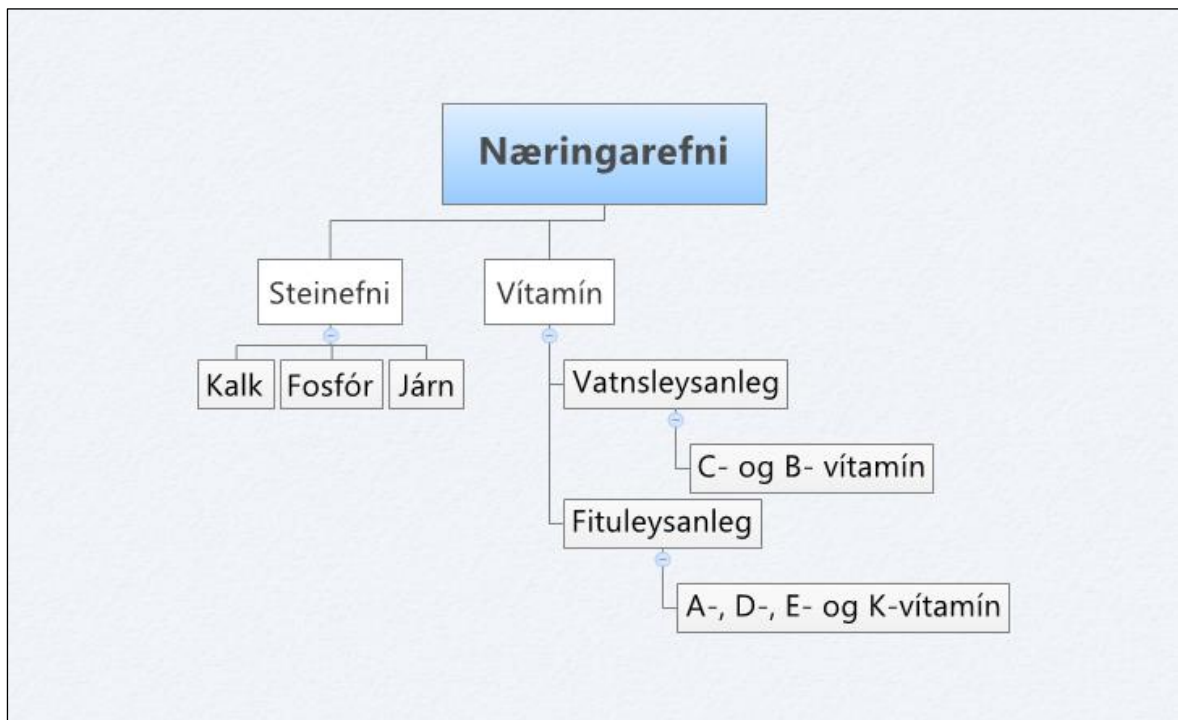 Næringarefni
Steinefni
Vítamín
Kalk
Fosfór
Járn
Vatnsleysanleg
C- og B- vítamín
Fituleysanleg
A-, D-, E- og K-vítamín